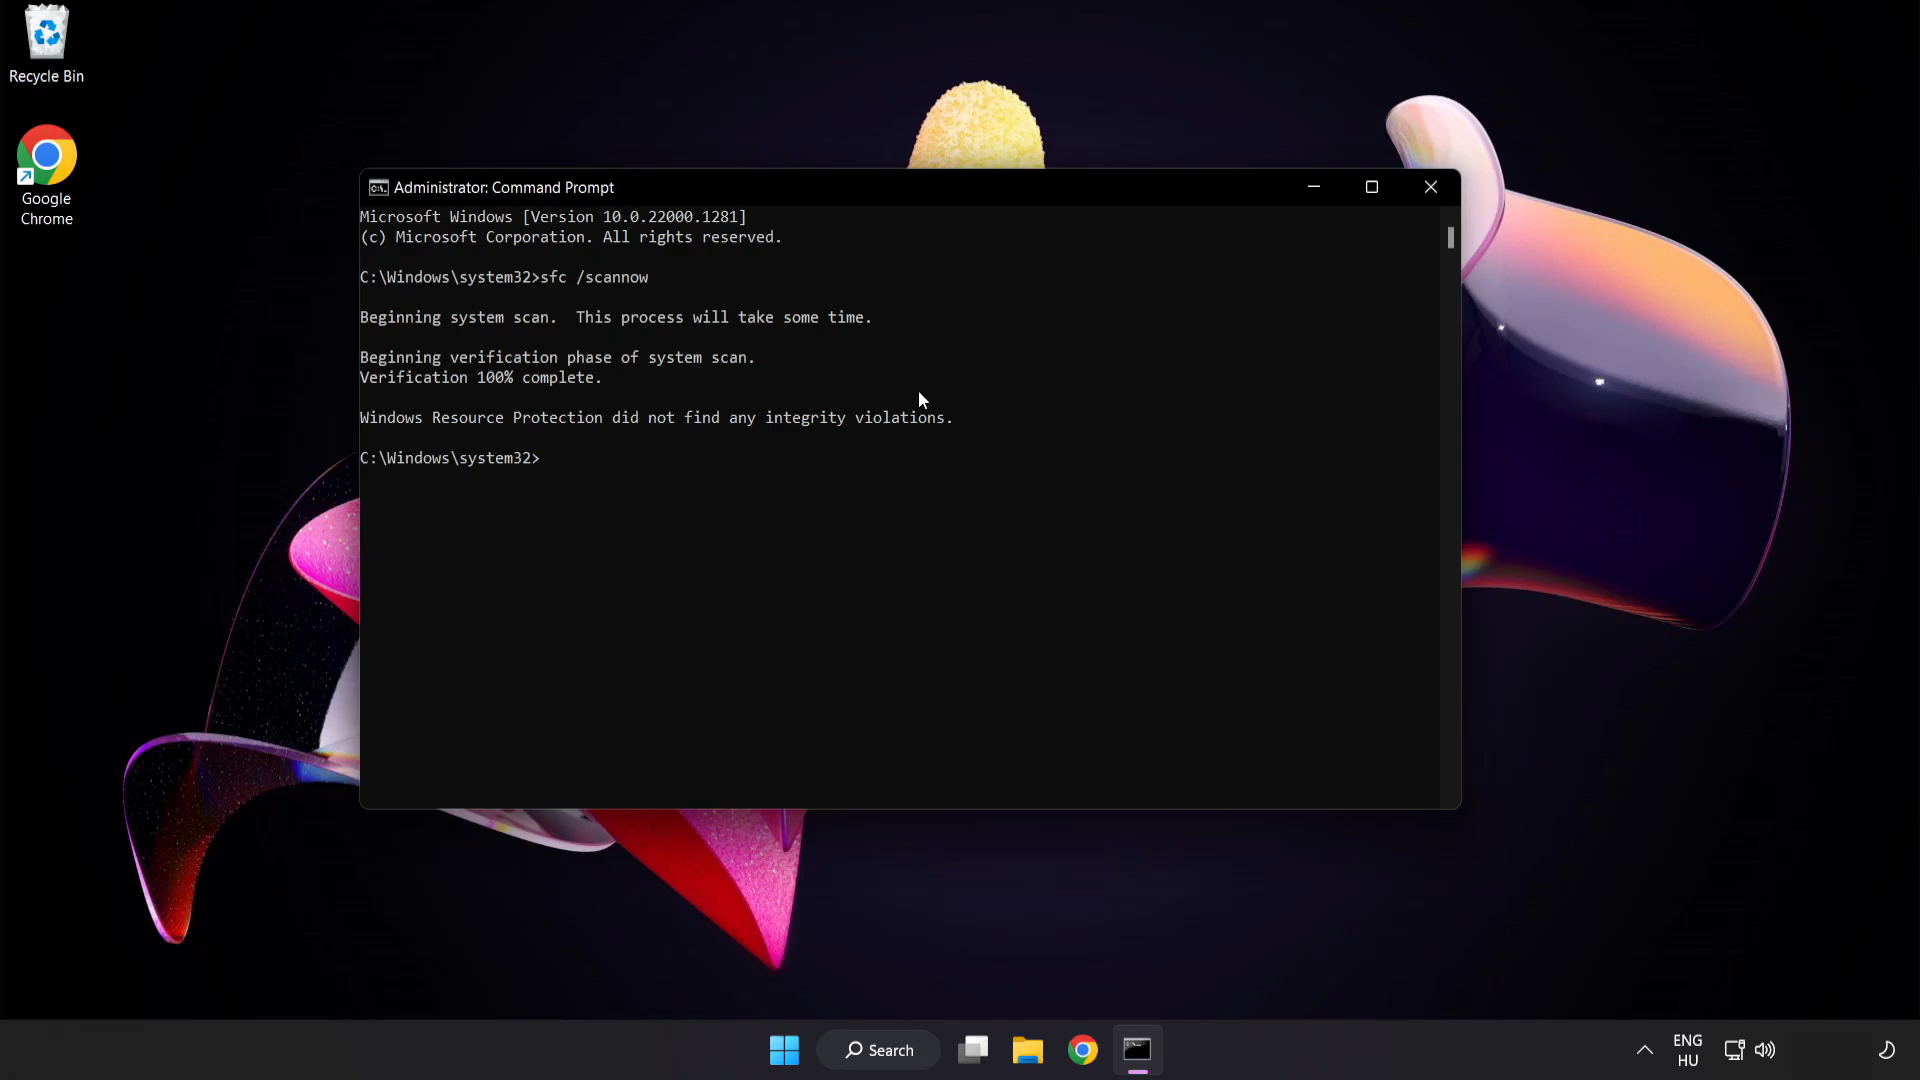 Recycle Bin
Google
Chrome
Administrator: Command Prompt
Microsoft Windows [Version 10.0.22000.1281]
(c) Microsoft Corporation. All rights reserved.
C:\Windows\system32>sfc /scannow
Beginning system scan.  This process will take some time.
Beginning verification phase of system scan.
Verification 100% complete.
Windows Resource Protection did not find any integrity violations.
C:\Windows\system32>
Search
ENG
HU